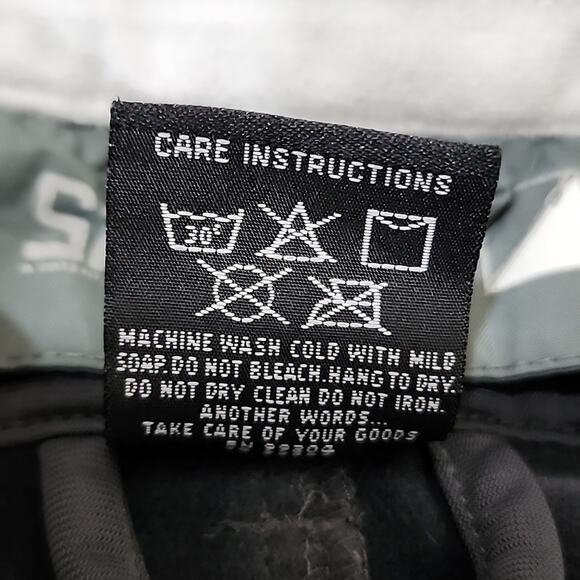 CARE INSTRUCTIONS
30°
MACHINE WASH COLD WITH MILD
SOAP.DO NOT BLEACH.HANG TO DRY.
DO NOT DRY CLEAN DO NOT IRON.
ANOTHER WORDS...
TAKE CARE OF YOUR GOODS